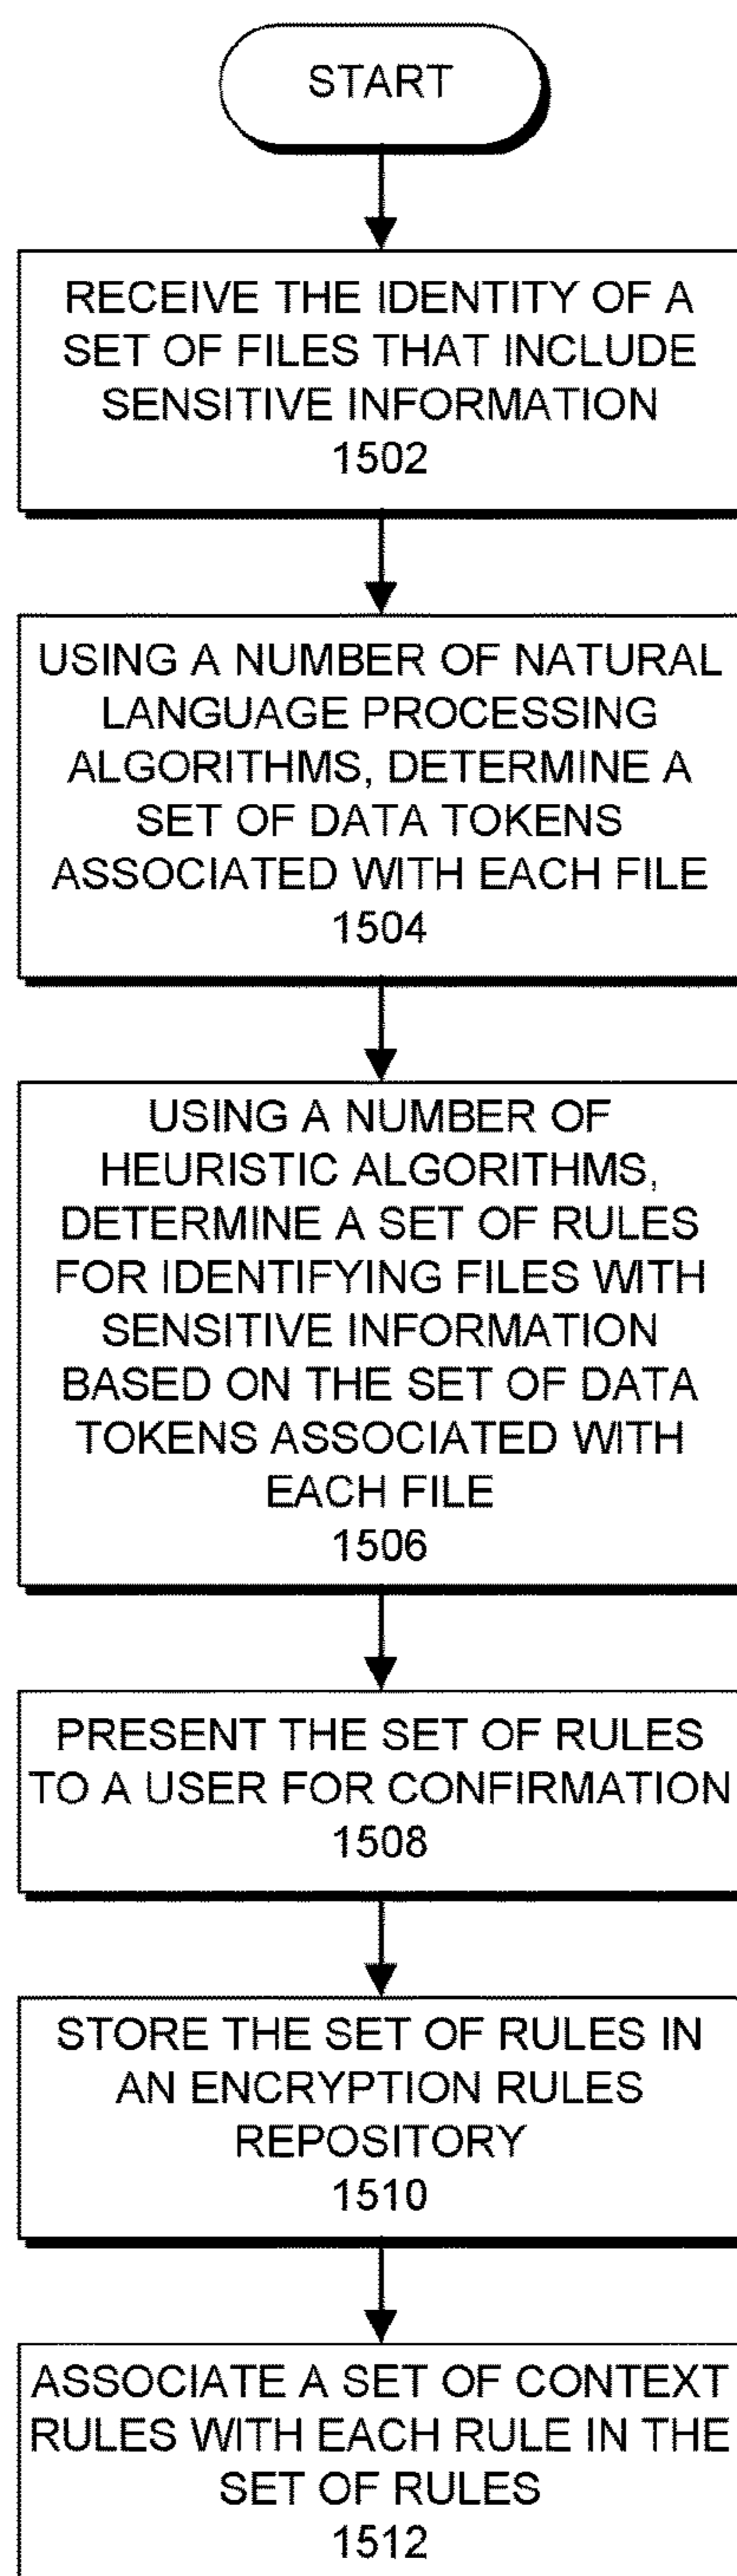 START
RECEIVE THE IDENTITY OF A
SET OF FILES THAT INCLUDE
SENSITIVE INFORMATION
1502
USING A NUMBER OF NATURAL
LANGUAGE PROCESSING
ALGORITHMS, DETERMINE A
SET OF DATA TOKENS
ASSOCIATED WITH EACH FILE
1504
USING A NUMBER OF
HEURISTIC ALGORITHMS,
DETERMINE A SET OF RULES
FOR IDENTIFYING FILES WITH
SENSITIVE INFORMATION
BASED ON THE SET OF DATA
TOKENS ASSOCIATED WITH
EACH FILE
1506
PRESENT THE SET OF RULES
TO A USER FOR CONFIRMATION
1508
STORE THE SET OF RULES IN
AN ENCRYPTION RULES
REPOSITORY
1510
ASSOCIATE A SET OF CONTEXT
RULES WITH EACH RULE IN THE
SET OF RULES
1512